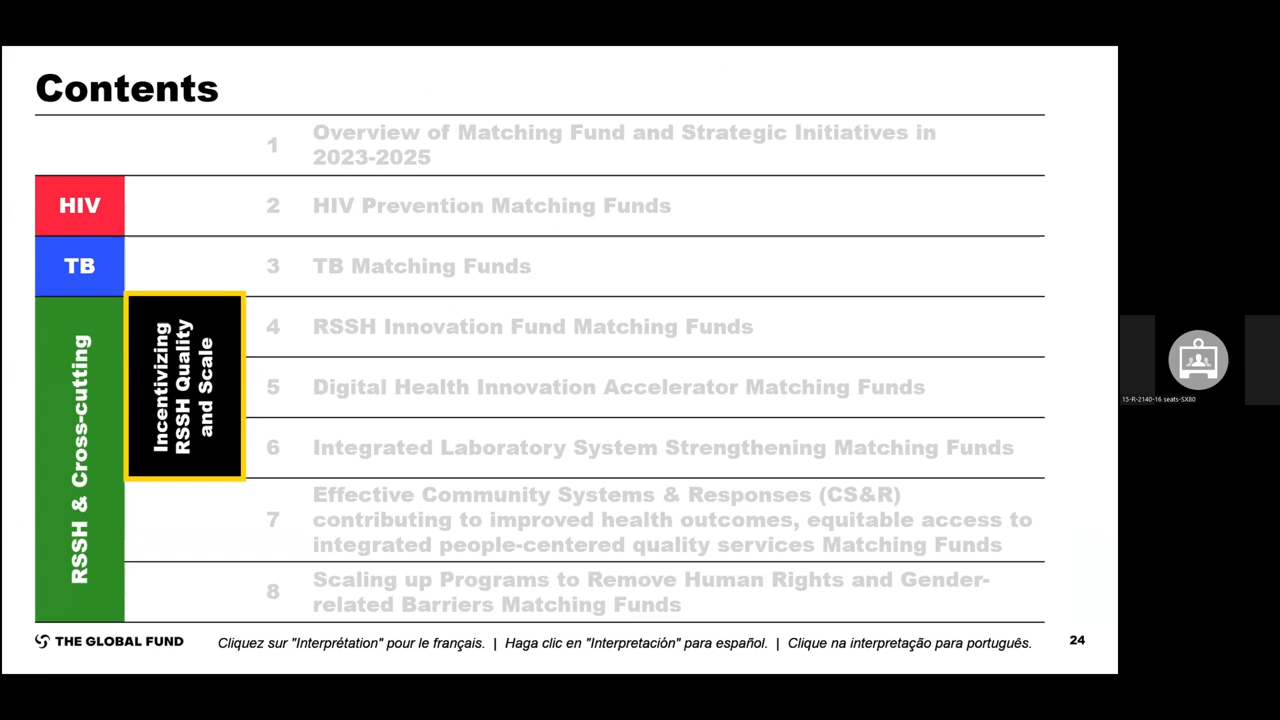 Contents
1
Overview of Matching Fund and Strategic Initiatives in
2023-2025
HIV
2
HIV Prevention Matching Funds
TB
3
TB Matching Funds
RSSH & Cross-cutting
Incentivizing
RSSH Quality
and Scale
4
RSSH Innovation Fund Matching Funds
5
Digital Health Innovation Accelerator Matching Funds
6
Integrated Laboratory System Strengthening Matching Funds
7
Effective Community Systems & Responses (CS&R)
contributing to improved health outcomes, equitable access to
integrated people-centered quality services Matching Funds
8
Scaling up Programs to Remove Human Rights and Gender-
related Barriers Matching Funds
THE GLOBAL FUND
Cliquez sur "Interprétation" pour le français. | Haga clic en "Interpretación" para español. | Clique na interpretação para português.
24
15-R-2140-16 seats-SX80